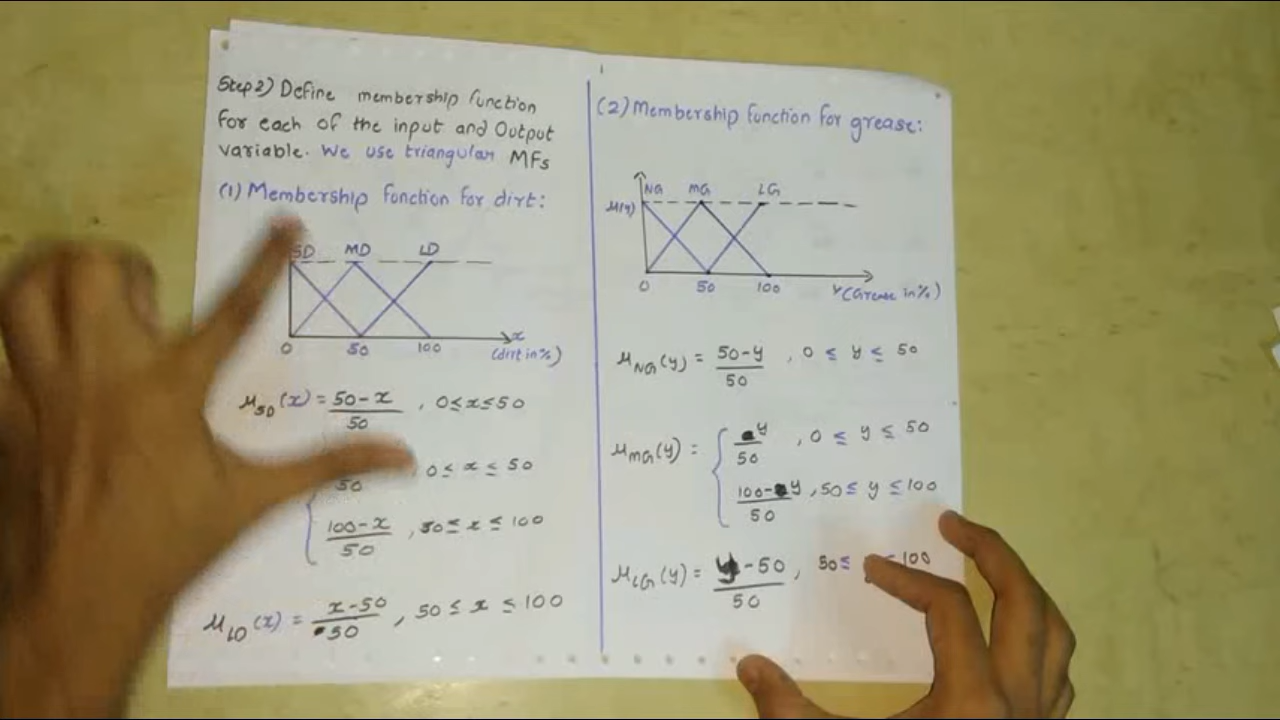 Step 2) Define membership function
for each of the input and Output
variable. We use triangular MFs
(1) Membership function for dirt:
SD MD LD
0 50 100 x
(dirt in %)
μSD(x) = 50-x / 50 , 0≤x≤50
50 , 0≤x≤50
100-x / 50 , 50≤x≤100
μLD(x) = x-50 / 50 , 50≤x≤100
(2) Membership function for grease:
NG MG LG
μ(y)
0 50 100 Y(Grease in %)
μNG(y) = 50-y / 50 , 0≤y≤50
μMG(y) = { y / 50 , 0≤y≤50
100-y / 50 , 50≤y≤100
μLG(y) = y-50 / 50 , 50≤ ≤100